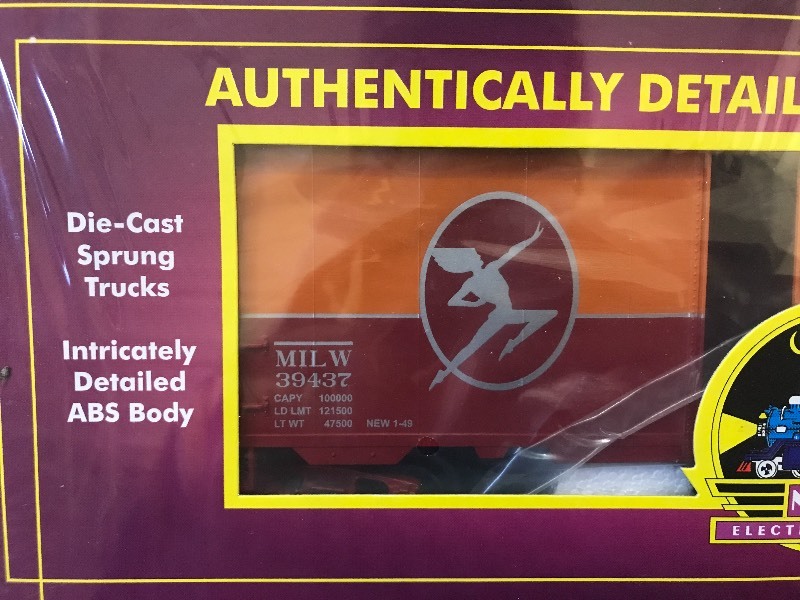 AUTHENTICALLY DETAIL
Die-Cast
Sprung
Trucks
Intricately
Detailed
ABS Body
MILW
39437
CAPY 100000
LD LMT 121500
LT WT 47500 NEW 1-49
ELECT